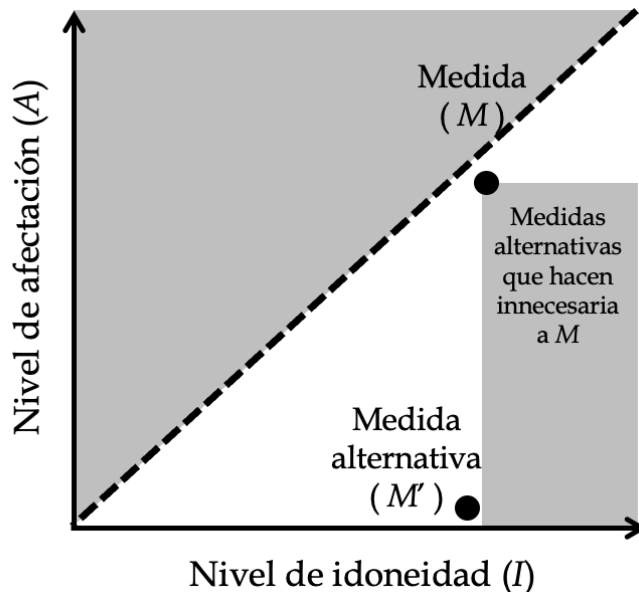 Nivel de afectación (A)
Medida
( M )
Medidas
alternativas
que hacen
innecesaria
a M
Medida
alternativa
( M′ )
Nivel de idoneidad (I)